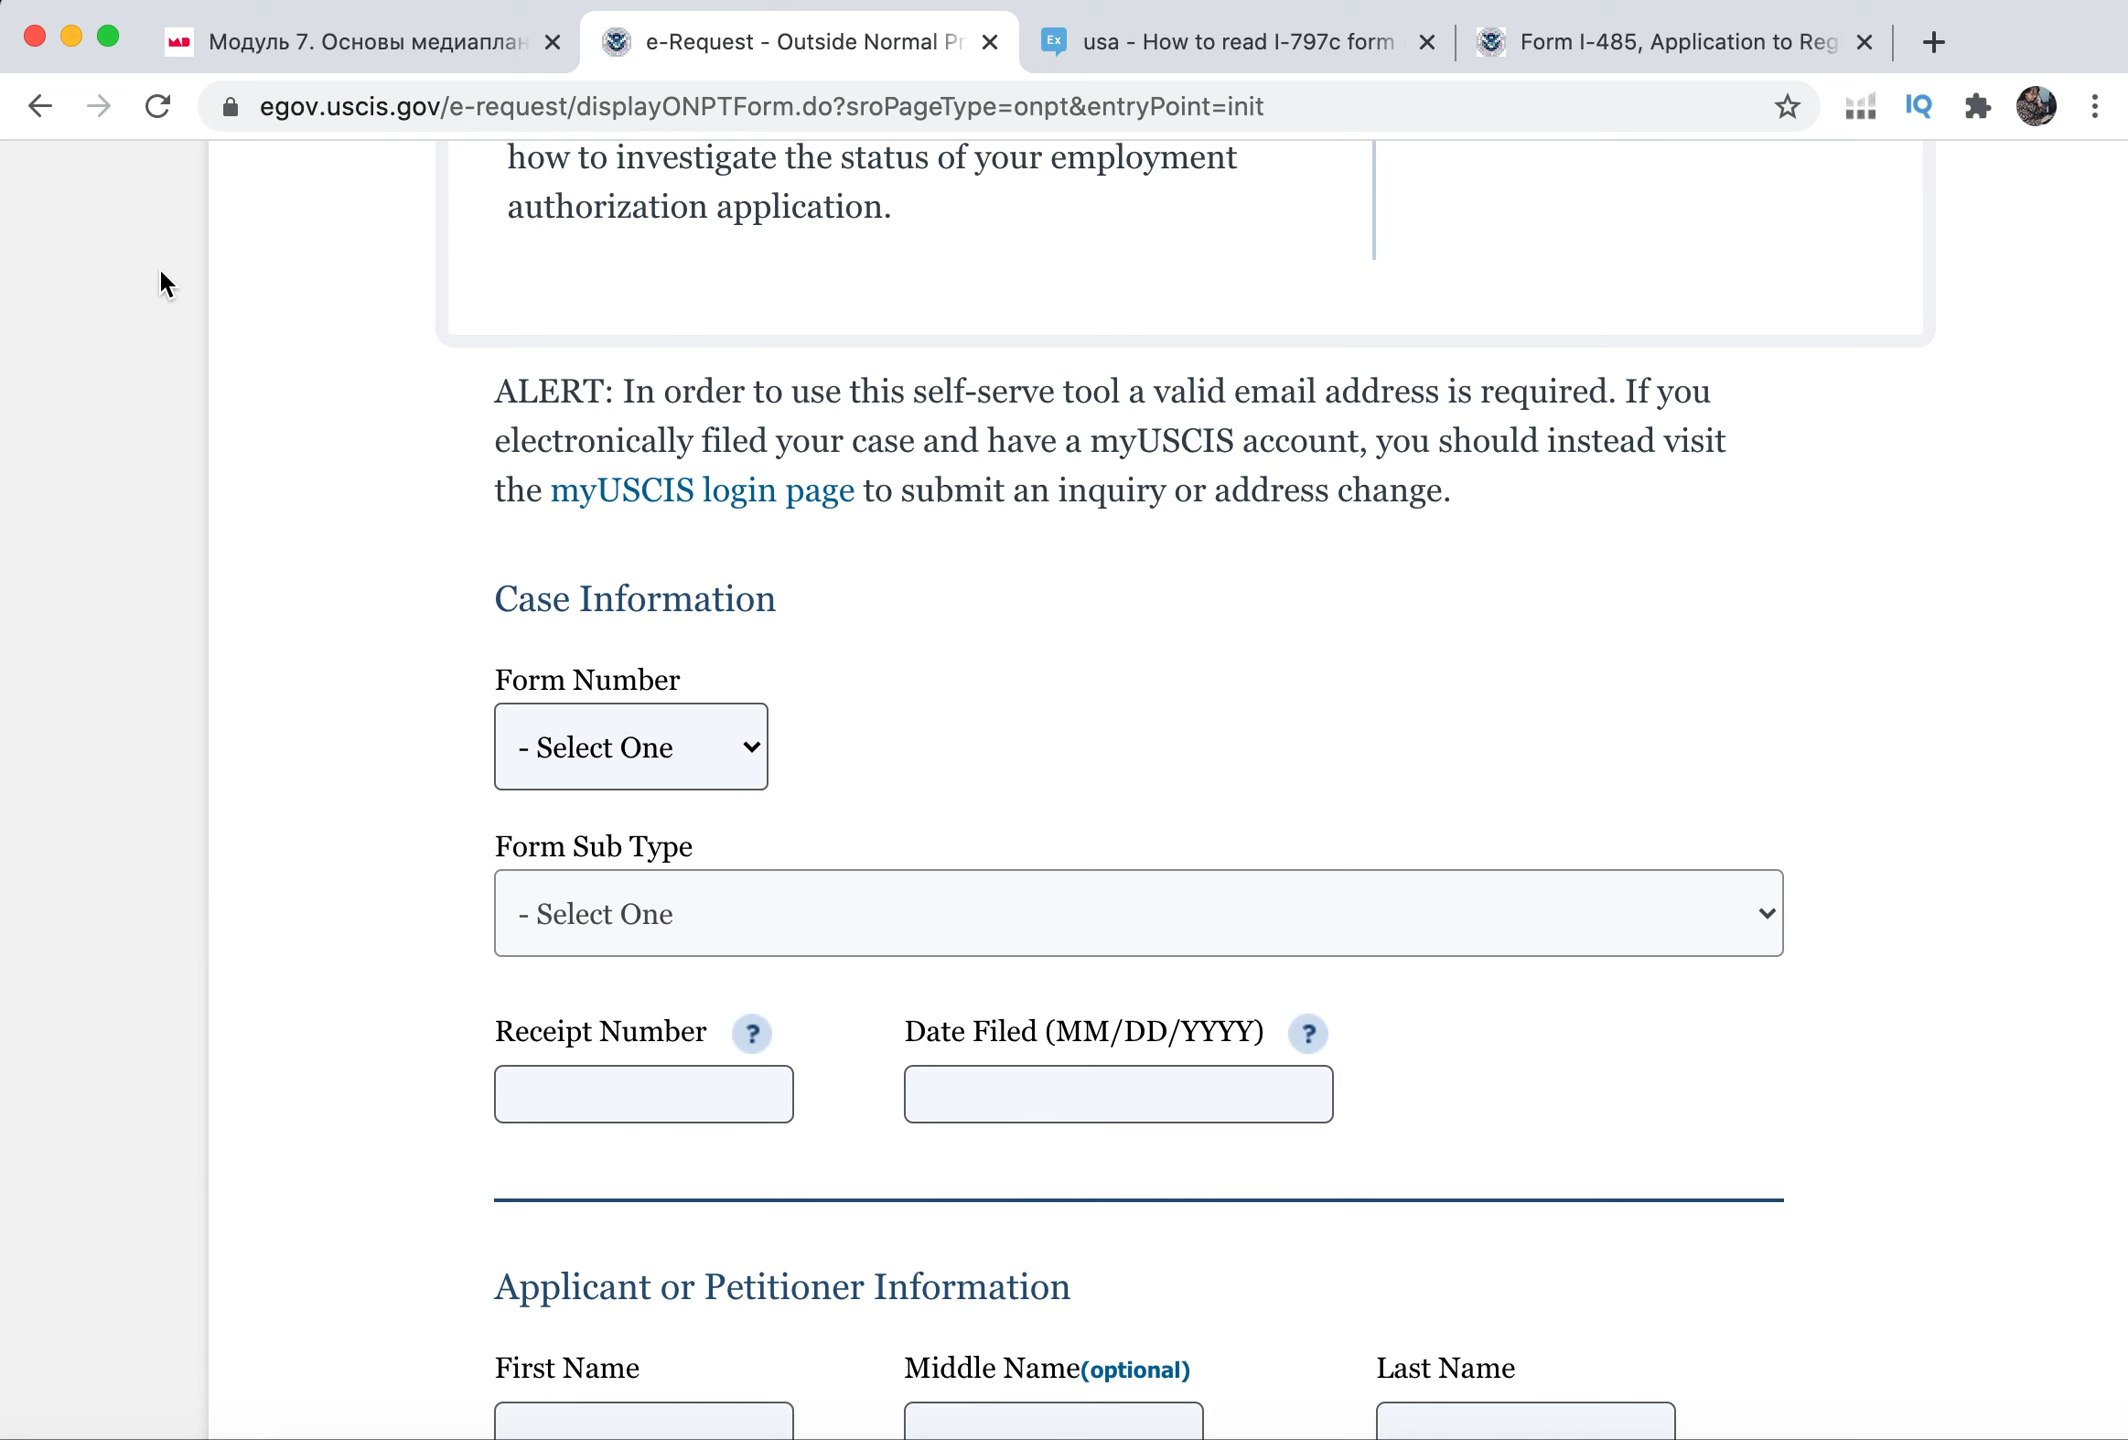 Модуль 7. Основы медиаплан
e-Request - Outside Normal Pr
Ex
usa - How to read I-797c form
Form I-485, Application to Reg
egov.uscis.gov/e-request/displayONPTForm.do?sroPageType=onpt&entryPoint=init
IQ
how to investigate the status of your employment
authorization application.
ALERT: In order to use this self-serve tool a valid email address is required. If you
electronically filed your case and have a myUSCIS account, you should instead visit
the myUSCIS login page to submit an inquiry or address change.
Case Information
Form Number
- Select One
Form Sub Type
- Select One
Receipt Number ?
Date Filed (MM/DD/YYYY) ?
Applicant or Petitioner Information
First Name
Middle Name(optional)
Last Name